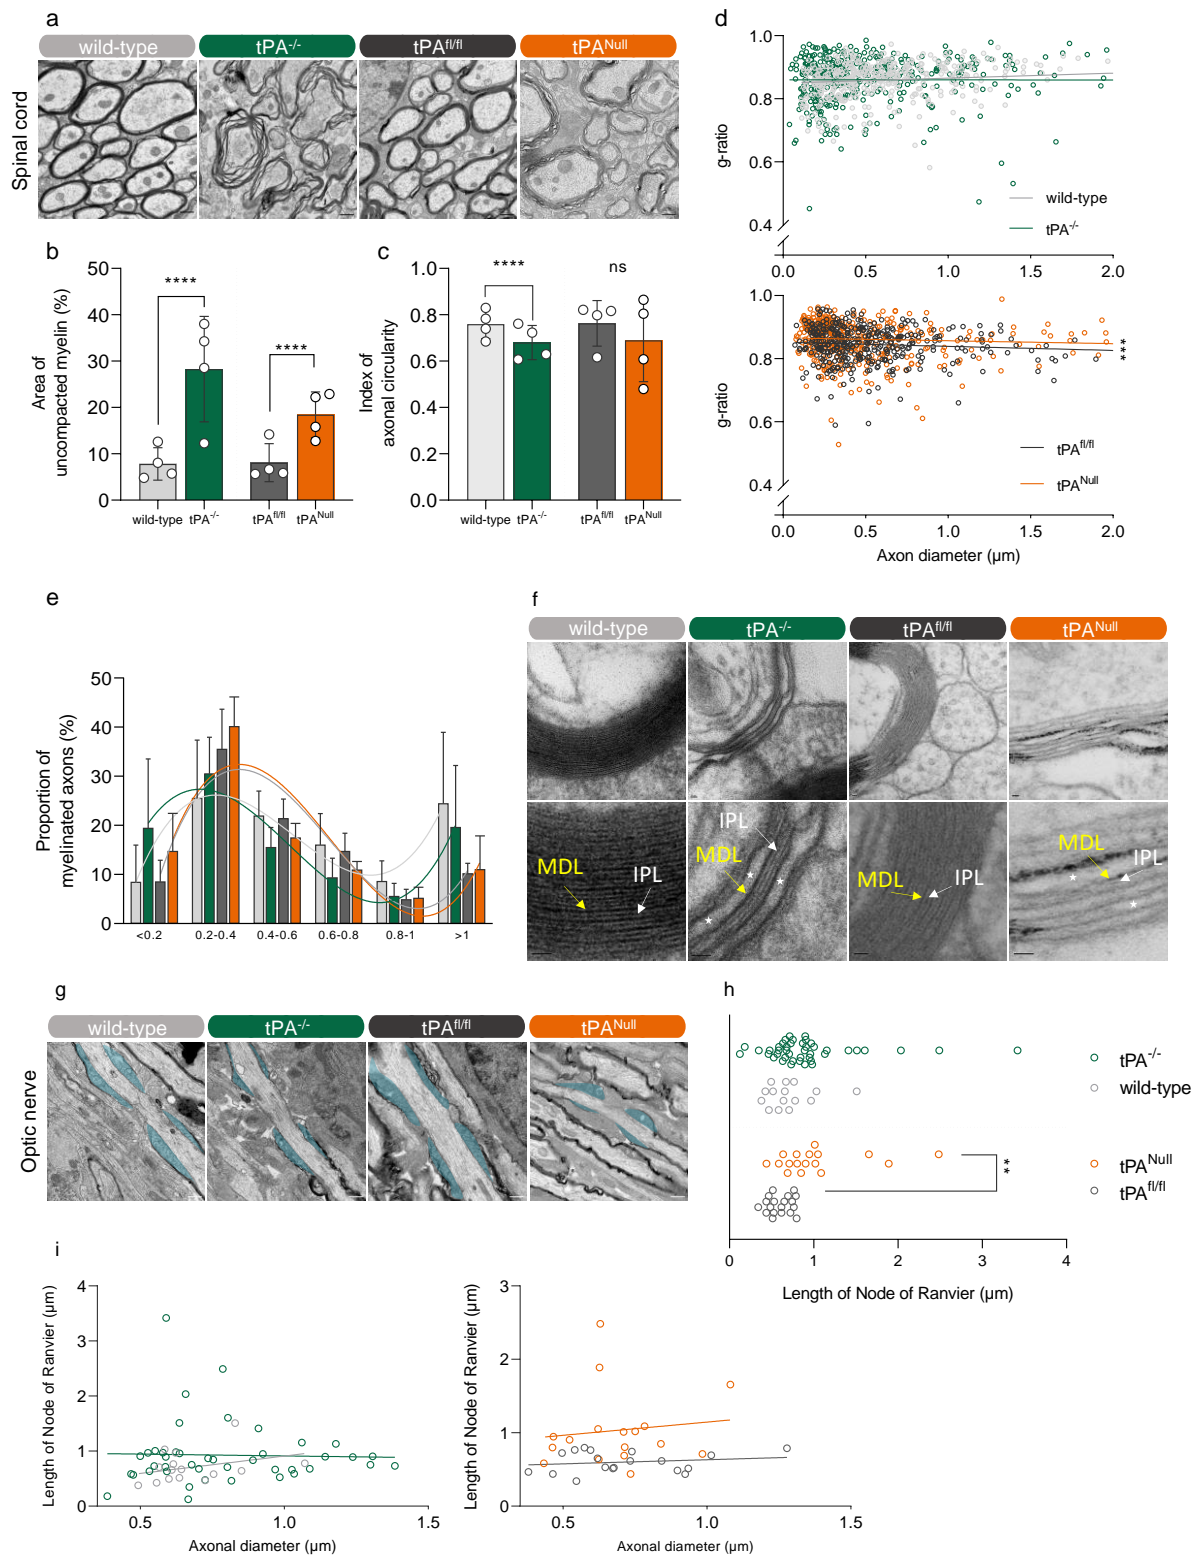 a
wild-type tPA-/- tPAfl/fl tPANull
Spinal cord
b
Area of
uncompacted myelin (%)
50
40
30
20
10
0
****
****
wild-type tPA-/- tPAfl/fl tPANull
c
Index of
axonal circularity
1.0
0.8
0.6
0.4
0.2
0.0
****
ns
wild-type tPA-/- tPAfl/fl tPANull
d
g-ratio
1.0
0.8
0.6
0.4
wild-type
tPA-/-
0.0 0.5 1.0 1.5 2.0
g-ratio
1.0
0.8
0.6
0.4
***
tPAfl/fl
tPANull
0.0 0.5 1.0 1.5 2.0
Axon diameter (µm)
e
Proportion of
myelinated axons (%)
50
40
30
20
10
0
<0.2 0.2-0.4 0.4-0.6 0.6-0.8 0.8-1 >1
f
wild-type tPA-/- tPAfl/fl tPANull
MDL IPL
MDL IPL
MDL IPL
MDL IPL
g
wild-type tPA-/- tPAfl/fl tPANull
Optic nerve
h
tPA-/-
wild-type
tPANull
tPAfl/fl
**
0 1 2 3 4
Length of Node of Ranvier (µm)
i
Length of Node of Ranvier (µm)
4
3
2
1
0
0.5 1.0 1.5
Axonal diameter (µm)
Length of Node of Ranvier (µm)
3
2
1
0
0.5 1.0 1.5
Axonal diameter (µm)